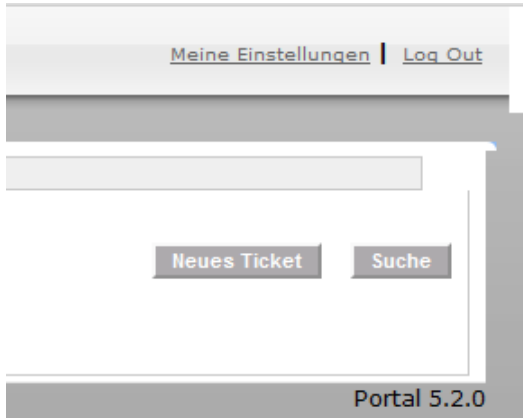 Meine Einstellungen | Log Out
Neues Ticket Suche
Portal 5.2.0